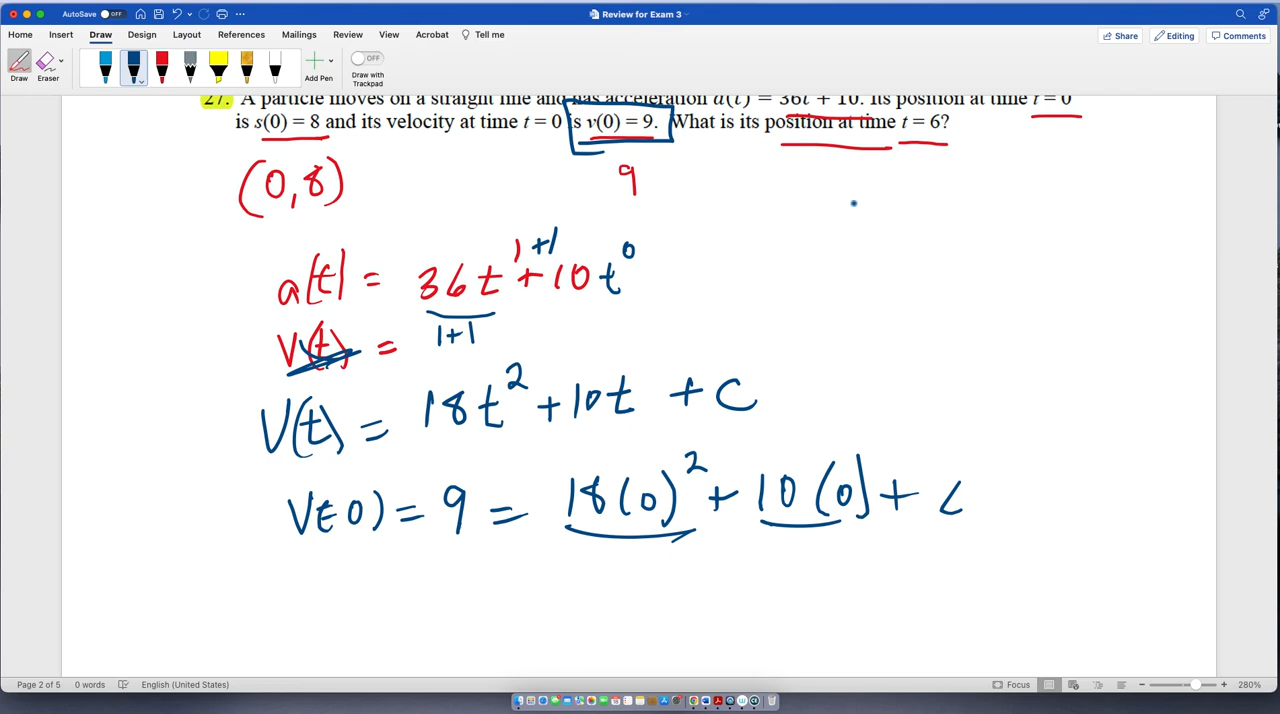 AutoSave OFF Review for Exam 3
Home Insert Draw Design Layout References Mailings Review View Acrobat Tell me Share Editing Comments
Draw Eraser Add Pen OFF Draw with Trackpad
27. A particle moves on a straight line and has acceleration a(t) = 36t + 10. Its position at time t = 0
is s(0) = 8 and its velocity at time t = 0 is v(0) = 9. What is its position at time t = 6?
(0,8) 9
a(t) = 36t^1+1 + 10t^0
v(t) = 1+1
V(t) = 18t^2 + 10t + C
V(0) = 9 = 18(0)^2 + 10(0) + C
Page 2 of 5 0 words English (United States) Focus 280%